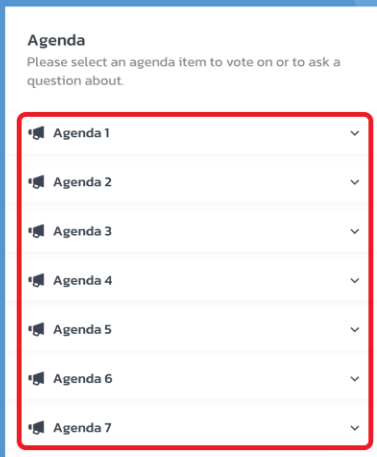 Agenda
Please select an agenda item to vote on or to ask a
question about.
Agenda 1
Agenda 2
Agenda 3
Agenda 4
Agenda 5
Agenda 6
Agenda 7